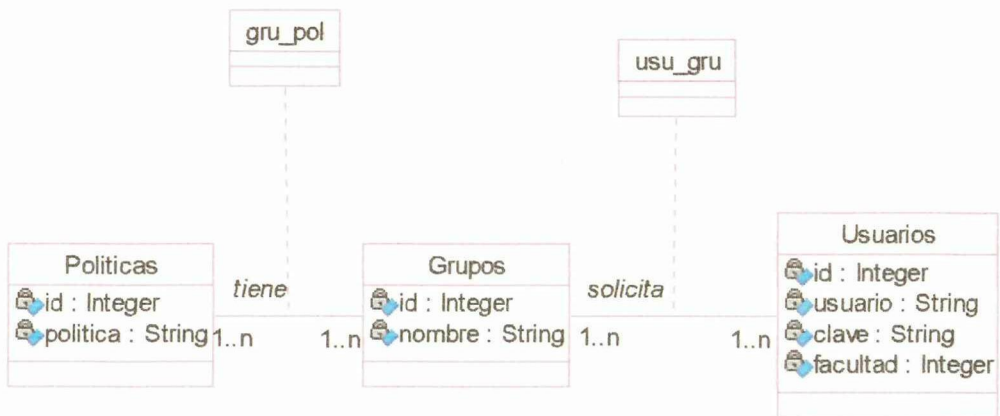 gru_pol
usu_gru
Politicas
id : Integer
politica : String
tiene
1..n
1..n
Grupos
id : Integer
nombre : String
solicita
1..n
1..n
Usuarios
id : Integer
usuario : String
clave : String
facultad : Integer